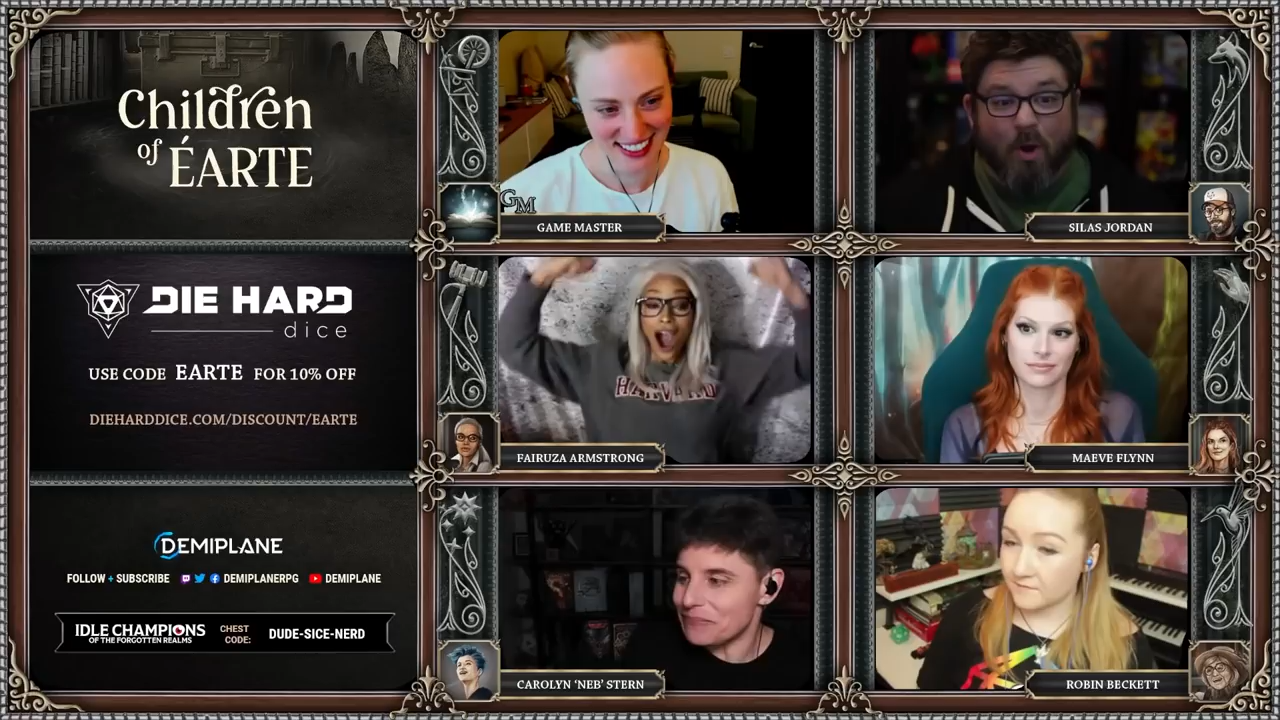 Children
of ÉARTE
DIE HARD
dice
USE CODE EARTE FOR 10% OFF
DIEHARDDICE.COM/DISCOUNT/EARTE
DEMIPLANE
FOLLOW + SUBSCRIBE DEMIPLANERPG DEMIPLANE
IDLE CHAMPIONS
OF THE FORGOTTEN REALMS
CHEST
CODE:
DUDE-SICE-NERD
GM
GAME MASTER
SILAS JORDAN
HARVARD
FAIRUZA ARMSTRONG
MAEVE FLYNN
CAROLYN ‘NEB’ STERN
ROBIN BECKETT